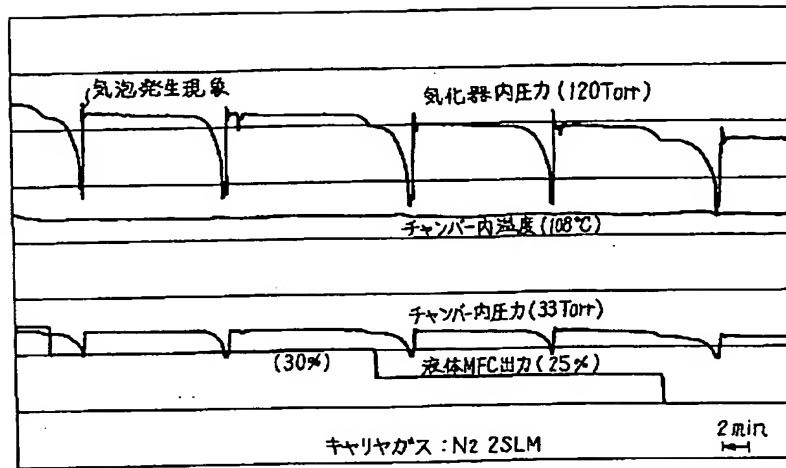 気泡発生現象
気化器内圧力(120Torr)
チャンバー内温度(108℃)
チャンバー内圧力(33Torr)
(30%)
液体MFC出力(25%)
キャリヤガス:N2 2SLM
2min